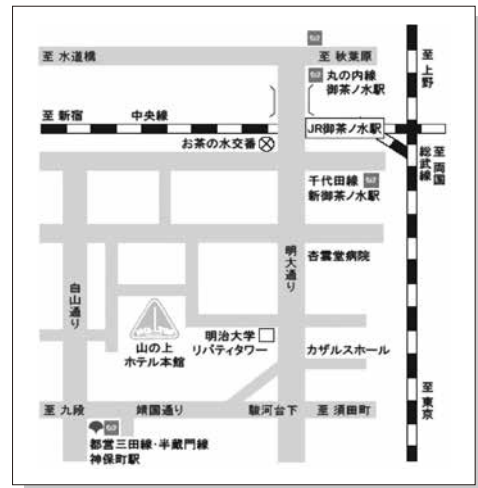 至 水道橋
至 秋葉原
丸の内線
御茶ノ水駅
至 上野
至 新宿
中央線
JR御茶ノ水駅
お茶の水交番
総武線
至 両国
千代田線
新御茶ノ水駅
白山通り
明大通り
杏雲堂病院
山の上
ホテル本館
明治大学
リバティタワー
カザルスホール
至 東京
至 九段
靖国通り
駿河台下
至 須田町
都営三田線・半蔵門線
神保町駅